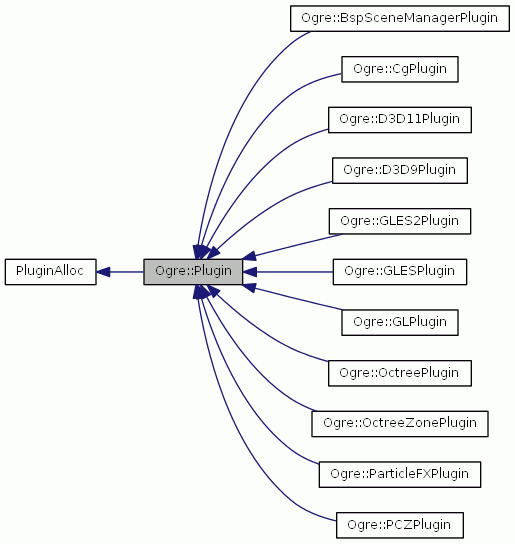 Ogre::BspSceneManagerPlugin
Ogre::CgPlugin
Ogre::D3D11Plugin
Ogre::D3D9Plugin
Ogre::GLES2Plugin
PluginAlloc
Ogre::Plugin
Ogre::GLESPlugin
Ogre::GLPlugin
Ogre::OctreePlugin
Ogre::OctreeZonePlugin
Ogre::ParticleFXPlugin
Ogre::PCZPlugin